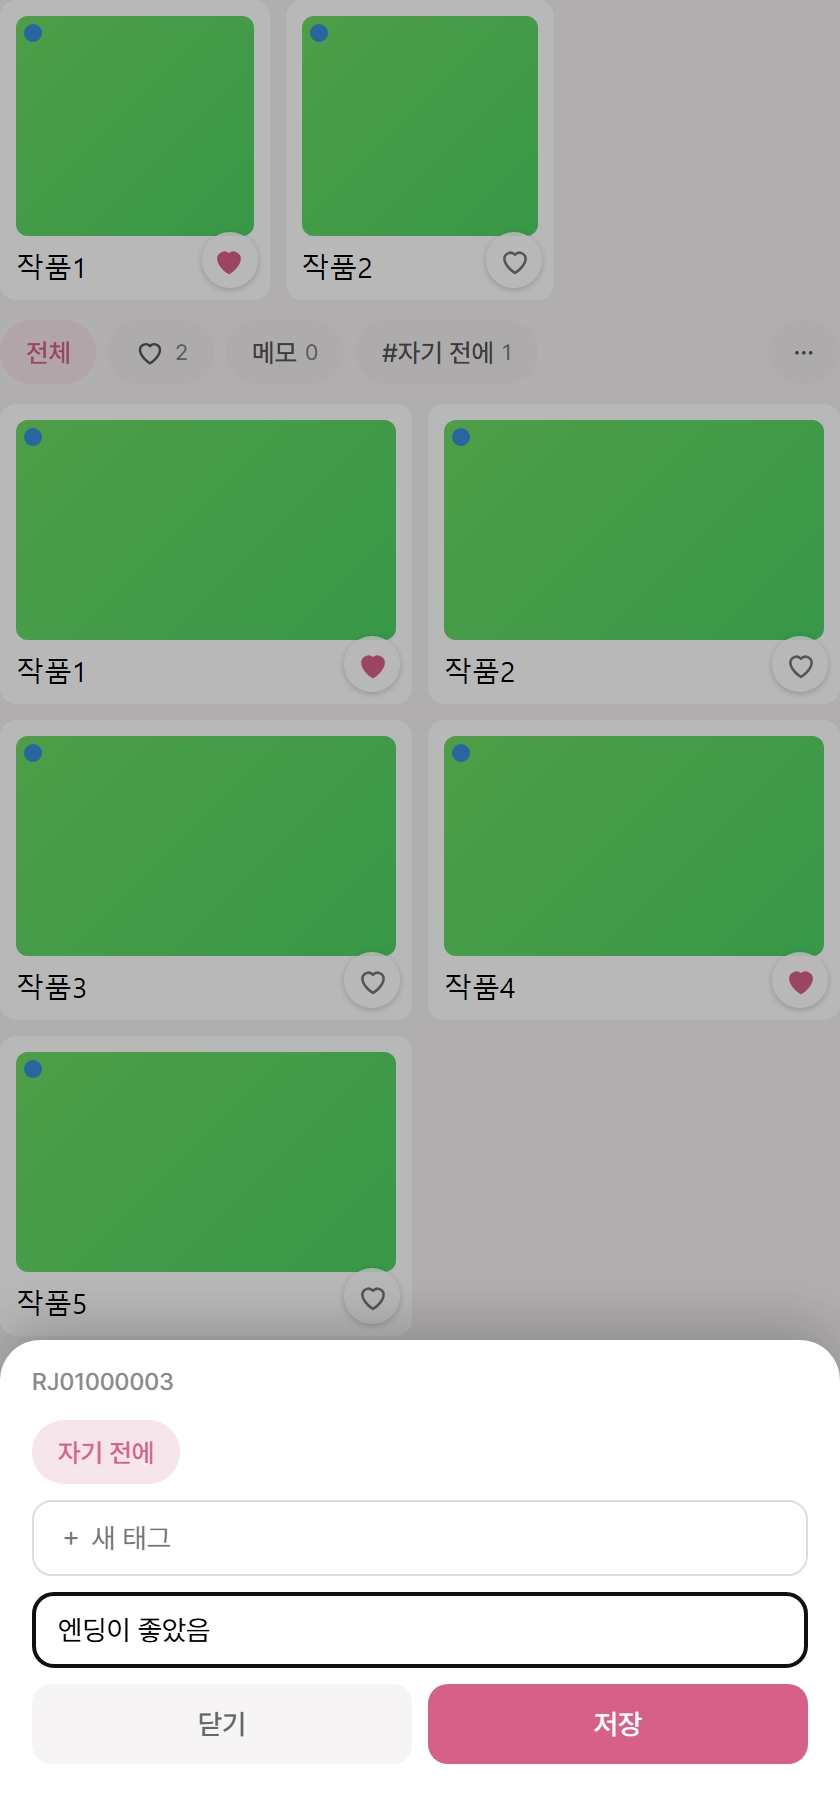 작품1 작품2
전체 2 메모 0 #자기 전에 1 ···
작품1 작품2
작품3 작품4
작품5
RJ01000003
자기 전에
+ 새 태그
엔딩이 좋았음
닫기 저장